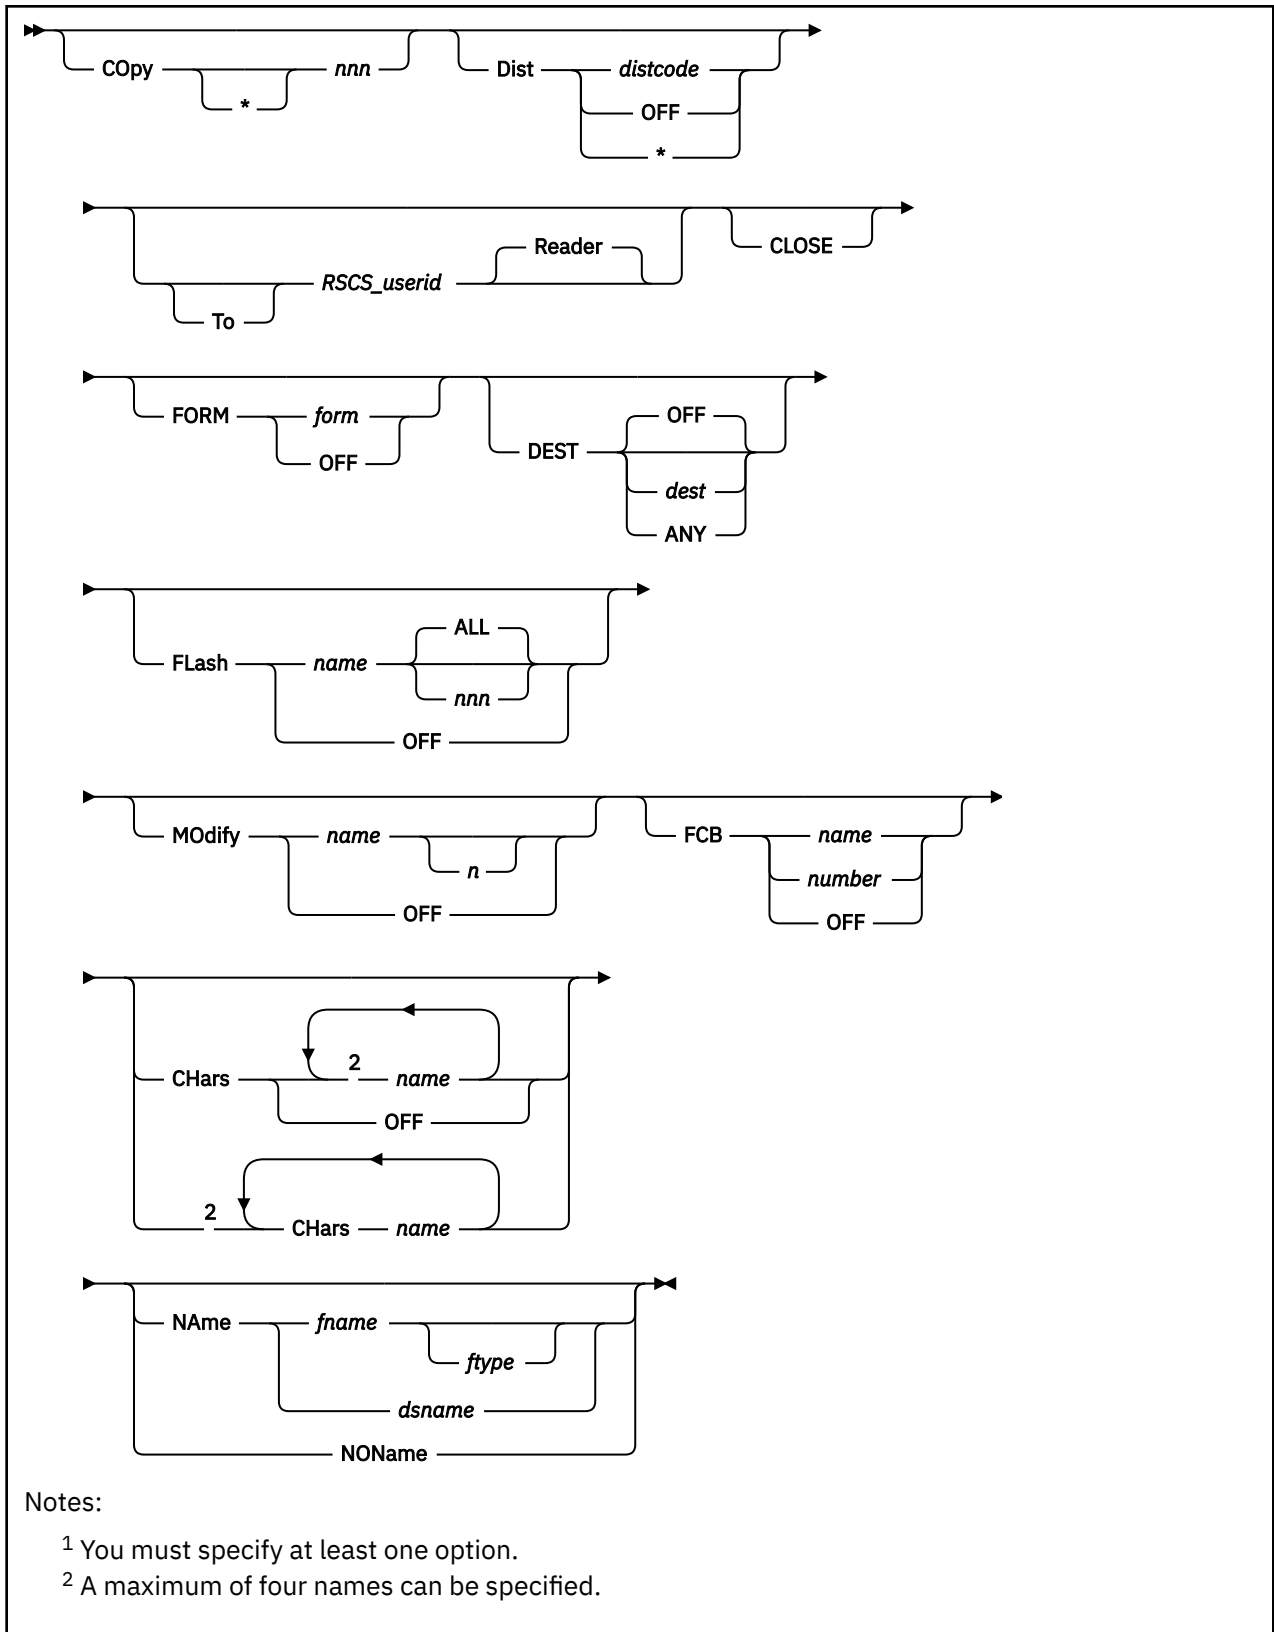 COpy * nnn Dist distcode
OFF
*
To RSCS_userid Reader CLOSE
FORM form
OFF
DEST OFF
dest
ANY
FLash name ALL
nnn
OFF
MOdify name n
OFF
FCB name
number
OFF
CHars 2 name
OFF
2 CHars name
NAme fname ftype
dsname
NOName
Notes:
1 You must specify at least one option.
2 A maximum of four names can be specified.